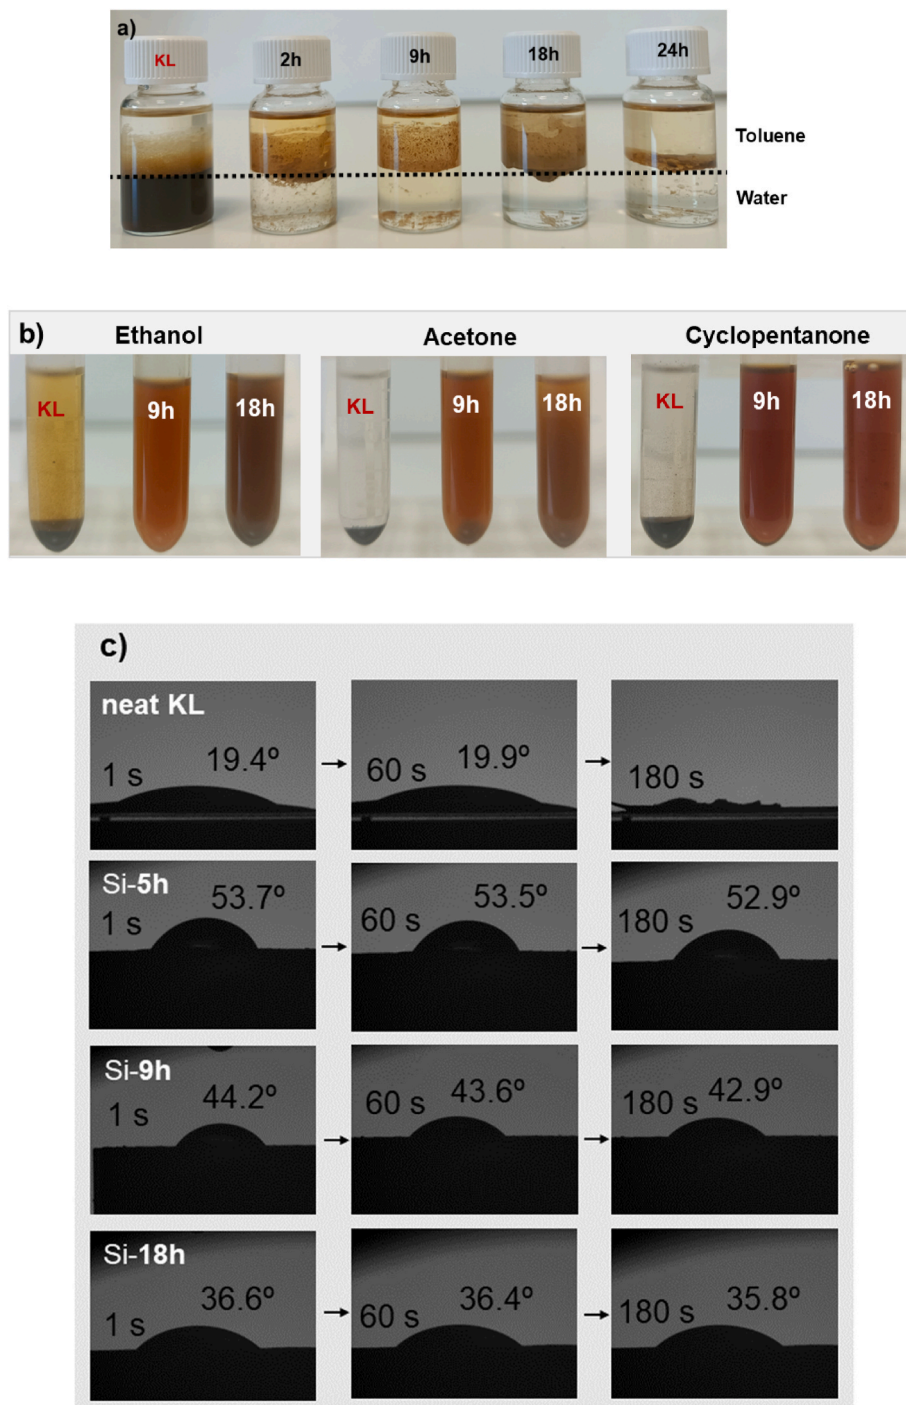 a)
KL
2h
9h
18h
24h
Toluene
Water
b)
Ethanol
Acetone
Cyclopentanone
KL
9h
18h
KL
9h
18h
KL
9h
18h
c)
neat KL
1 s
19.4º
60 s
19.9º
180 s
Si-5h
1 s
53.7º
60 s
53.5º
180 s
52.9º
Si-9h
1 s
44.2º
60 s
43.6º
180 s
42.9º
Si-18h
1 s
36.6º
60 s
36.4º
180 s
35.8º